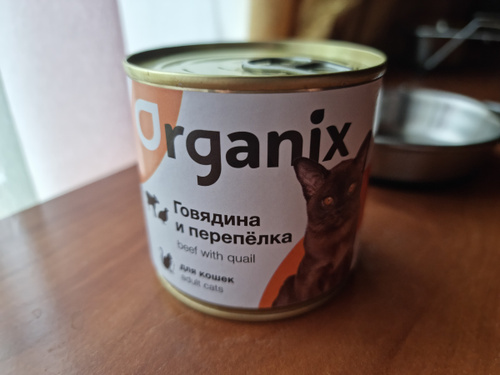 Organix
Говядина
и перепёлка
beef with quail
для кошек
adult cats